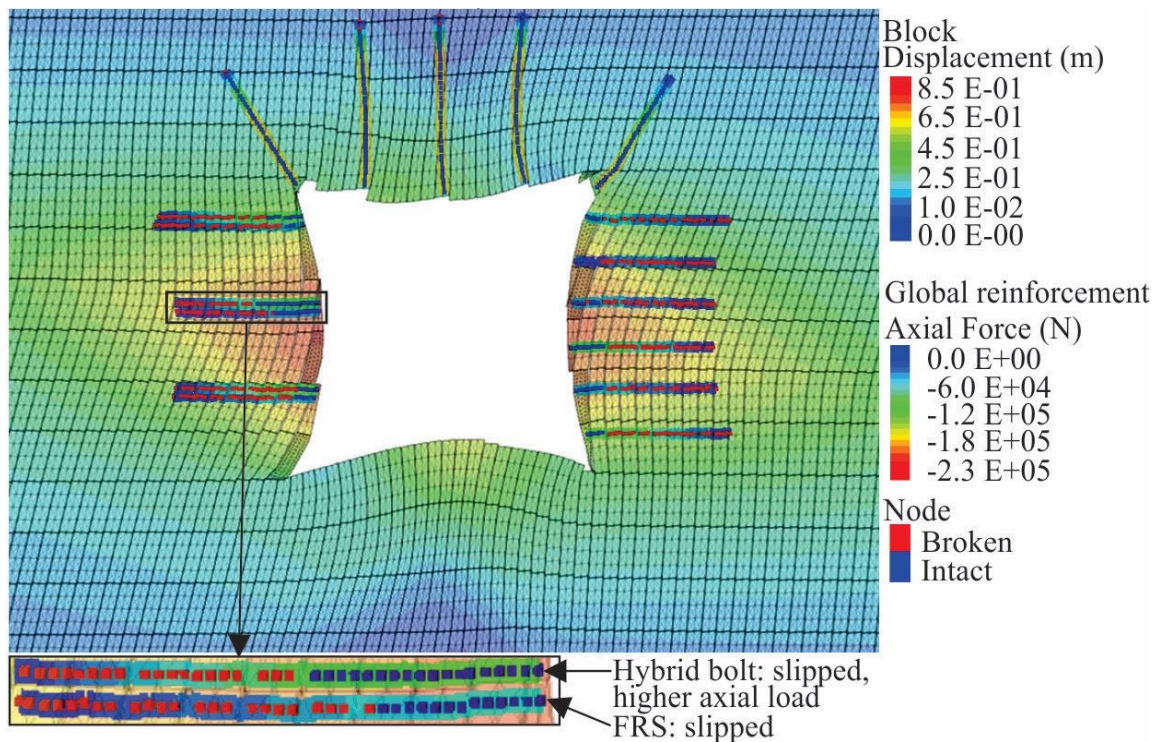 Block
Displacement (m)
8.5 E-01
6.5 E-01
4.5 E-01
2.5 E-01
1.0 E-02
0.0 E-00
Global reinforcement
Axial Force (N)
0.0 E+00
-6.0 E+04
-1.2 E+05
-1.8 E+05
-2.3 E+05
Node
Broken
Intact
Hybrid bolt: slipped,
higher axial load
FRS: slipped